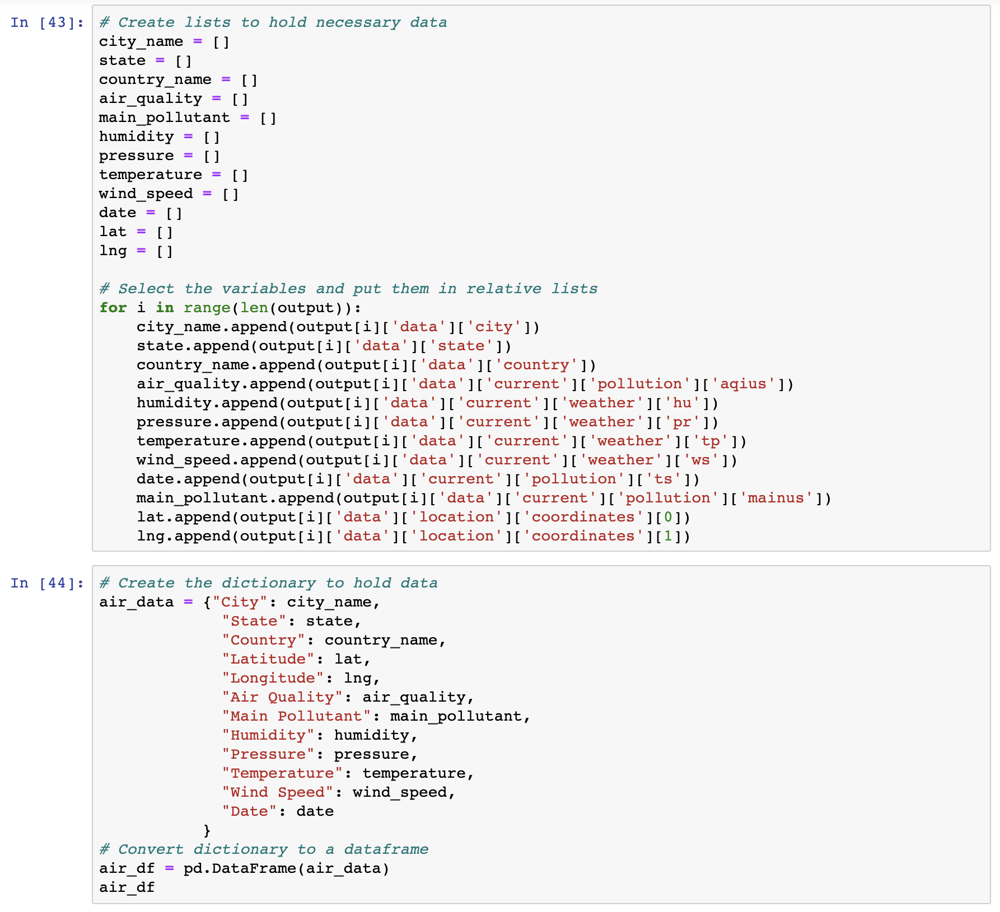 In [43]:
# Create lists to hold necessary data
city_name = []
state = []
country_name = []
air_quality = []
main_pollutant = []
humidity = []
pressure = []
temperature = []
wind_speed = []
date = []
lat = []
lng = []

# Select the variables and put them in relative lists
for i in range(len(output)):
    city_name.append(output[i]['data']['city'])
    state.append(output[i]['data']['state'])
    country_name.append(output[i]['data']['country'])
    air_quality.append(output[i]['data']['current']['pollution']['aqius'])
    humidity.append(output[i]['data']['current']['weather']['hu'])
    pressure.append(output[i]['data']['current']['weather']['pr'])
    temperature.append(output[i]['data']['current']['weather']['tp'])
    wind_speed.append(output[i]['data']['current']['weather']['ws'])
    date.append(output[i]['data']['current']['pollution']['ts'])
    main_pollutant.append(output[i]['data']['current']['pollution']['mainus'])
    lat.append(output[i]['data']['location']['coordinates'][0])
    lng.append(output[i]['data']['location']['coordinates'][1])

In [44]:
# Create the dictionary to hold data
air_data = {"City": city_name,
             "State": state,
             "Country": country_name,
             "Latitude": lat,
             "Longitude": lng,
             "Air Quality": air_quality,
             "Main Pollutant": main_pollutant,
             "Humidity": humidity,
             "Pressure": pressure,
             "Temperature": temperature,
             "Wind Speed": wind_speed,
             "Date": date
           }
# Convert dictionary to a dataframe
air_df = pd.DataFrame(air_data)
air_df